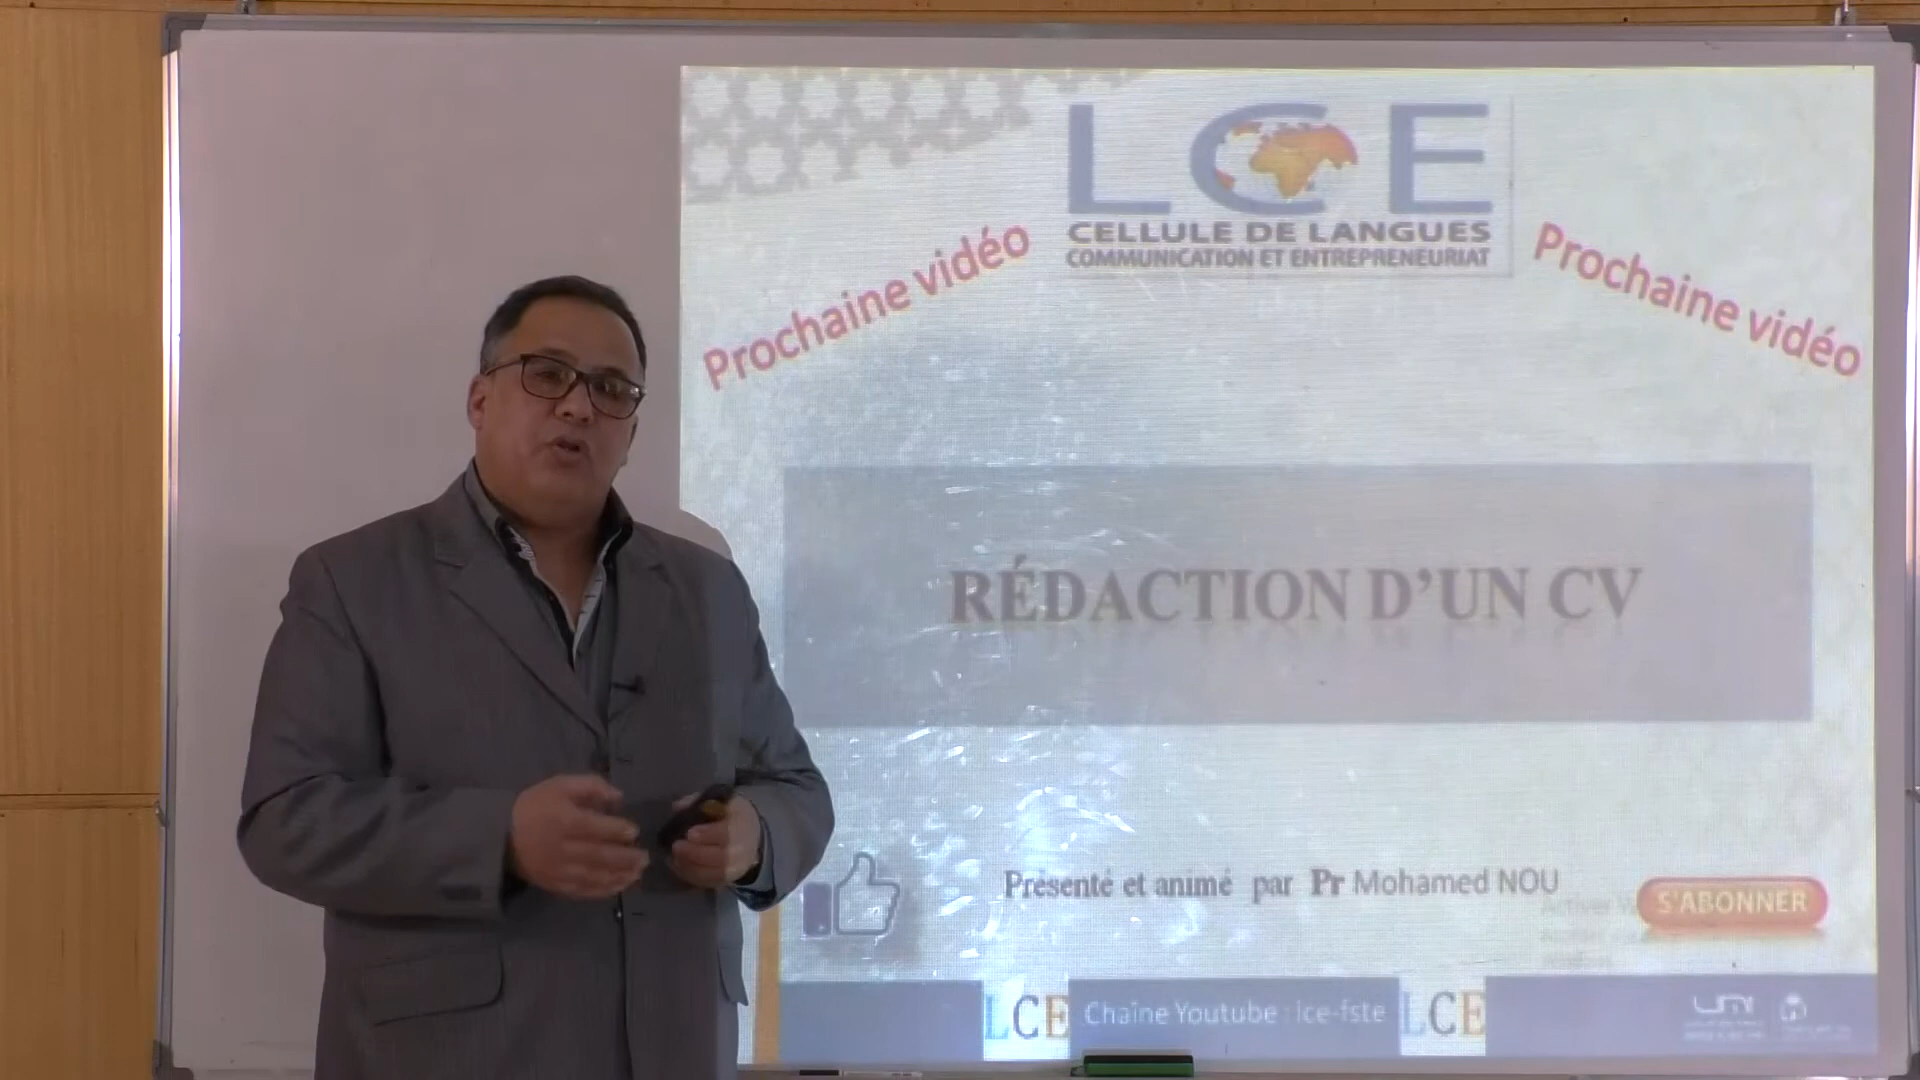 LCE
CELLULE DE LANGUES
COMMUNICATION ET ENTREPRENEURIAT
Prochaine vidéo
Prochaine vidéo
RÉDACTION D'UN CV
Présenté et animé par Pr Mohamed NOU
S'ABONNER
LCE
Chaîne Youtube : lce-fste
LCE